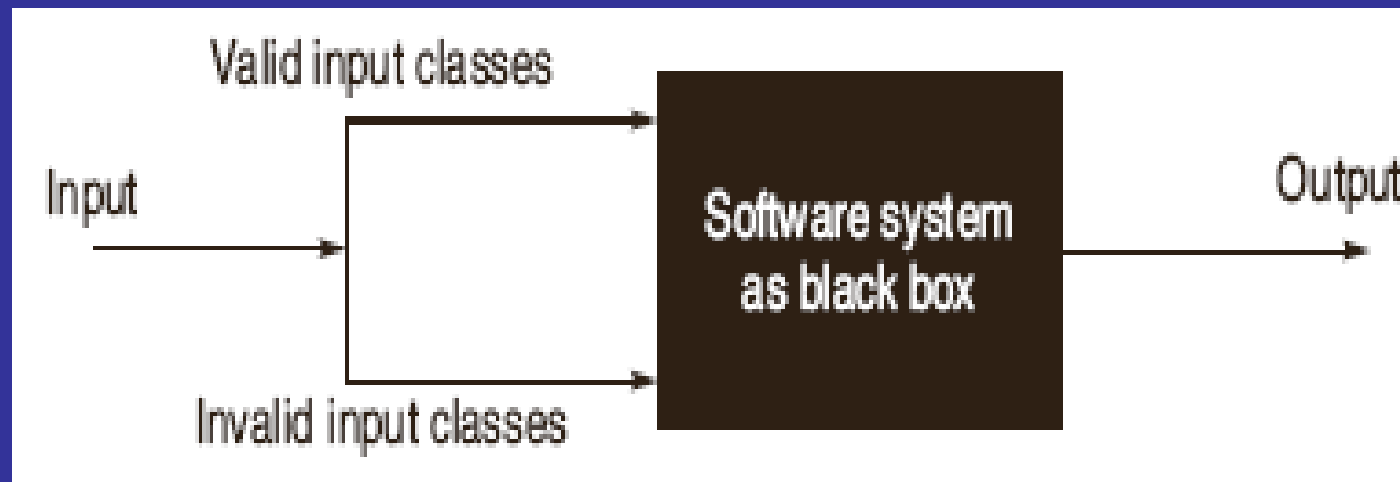 Valid input classes
Input
Software system
as black box
Output
Invalid input classes